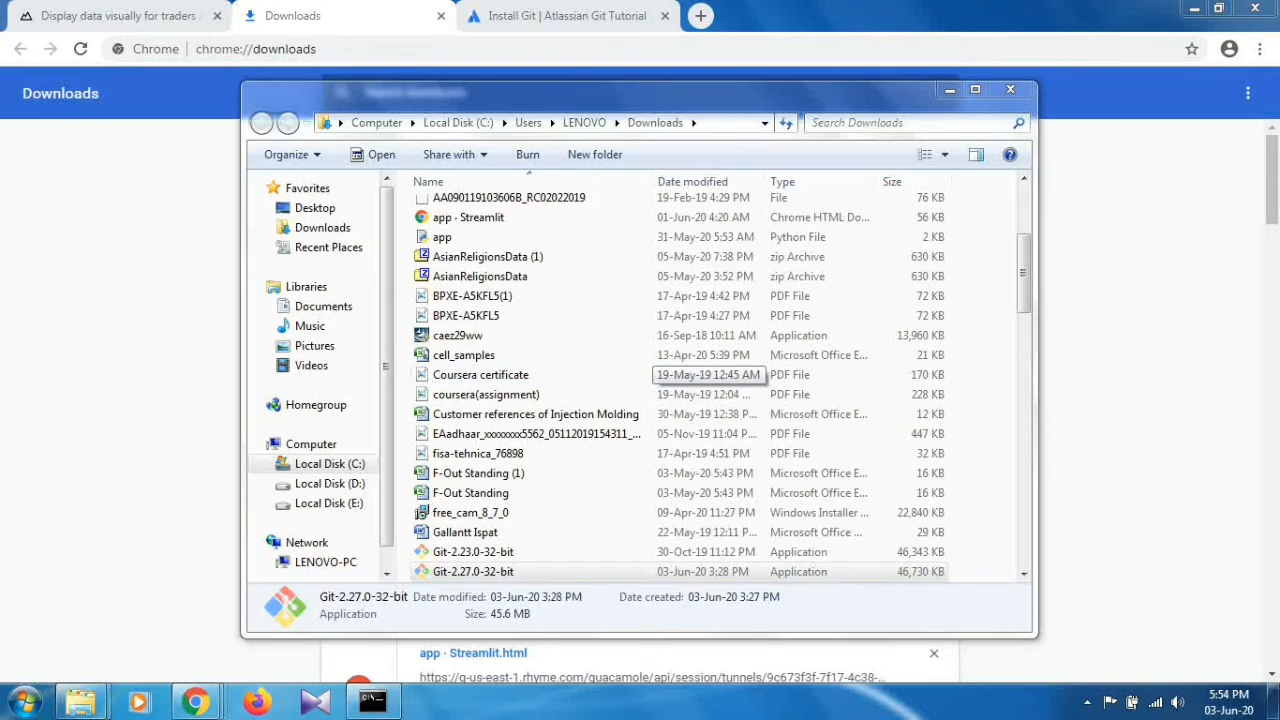 Display data visually for traders
Downloads
Install Git | Atlassian Git Tutorial
Chrome chrome://downloads
Downloads
Computer Local Disk (C:) Users LENOVO Downloads
Search Downloads
Organize Open Share with Burn New folder
Name Date modified Type Size
Favorites
Desktop
Downloads
Recent Places
Libraries
Documents
Music
Pictures
Videos
Homegroup
Computer
Local Disk (C:)
Local Disk (D:)
Local Disk (E:)
Network
LENOVO-PC
AA090119103606B_RC02022019 19-Feb-19 4:29 PM File 76 KB
app · Streamlit 01-Jun-20 4:20 AM Chrome HTML Do... 56 KB
app 31-May-20 5:53 AM Python File 2 KB
AsianReligionsData (1) 05-May-20 7:38 PM zip Archive 630 KB
AsianReligionsData 05-May-20 3:52 PM zip Archive 630 KB
BPXE-A5KFL5(1) 17-Apr-19 4:42 PM PDF File 72 KB
BPXE-A5KFL5 17-Apr-19 4:27 PM PDF File 72 KB
caez29ww 16-Sep-18 10:11 AM Application 13,960 KB
cell_samples 13-Apr-20 5:39 PM Microsoft Office E... 21 KB
Coursera certificate 19-May-19 12:45 AM PDF File 170 KB
coursera(assignment) 19-May-19 12:04 ... PDF File 228 KB
Customer references of Injection Molding 30-May-19 12:38 P... Microsoft Office E... 12 KB
EAadhaar_xxxxxxxx5562_05112019154311_... 05-Nov-19 11:04 P... PDF File 447 KB
fisa-tehnica_76898 17-Apr-19 4:51 PM PDF File 32 KB
F-Out Standing (1) 03-May-20 5:43 PM Microsoft Office E... 16 KB
F-Out Standing 03-May-20 5:43 PM Microsoft Office E... 16 KB
free_cam_8_7_0 09-Apr-20 11:27 PM Windows Installer ... 22,840 KB
Gallantt Ispat 22-May-19 12:11 P... Microsoft Office ... 29 KB
Git-2.23.0-32-bit 30-Oct-19 11:12 PM Application 46,343 KB
Git-2.27.0-32-bit 03-Jun-20 3:28 PM Application 46,730 KB
Git-2.27.0-32-bit Date modified: 03-Jun-20 3:28 PM Date created: 03-Jun-20 3:27 PM
Application Size: 45.6 MB
app · Streamlit.html
https://g-us-east-1.rhyme.com/guacamole/api/session/tunnels/9c673f3f-7f17-4c38-...
5:54 PM
03-Jun-20